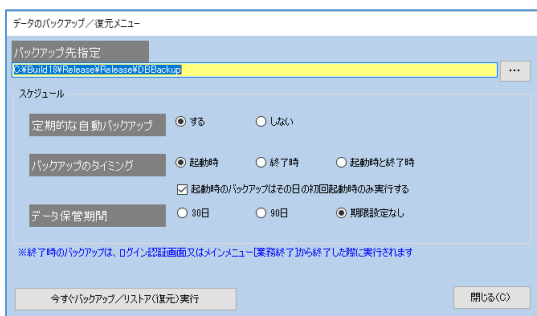 データのバックアップ／復元メニュー
バックアップ先指定
C:¥Build18¥Release¥Release¥DBBackup
...
スケジュール
定期的な自動バックアップ
する
しない
バックアップのタイミング
起動時
終了時
起動時と終了時
起動時のバックアップはその日の初回起動時のみ実行する
データ保管期間
30日
90日
期限設定なし
※終了時のバックアップは、ログイン認証画面又はメインメニュー[業務終了]から終了した際に実行されます
今すぐバックアップ／リストア(復元)実行
閉じる(C)